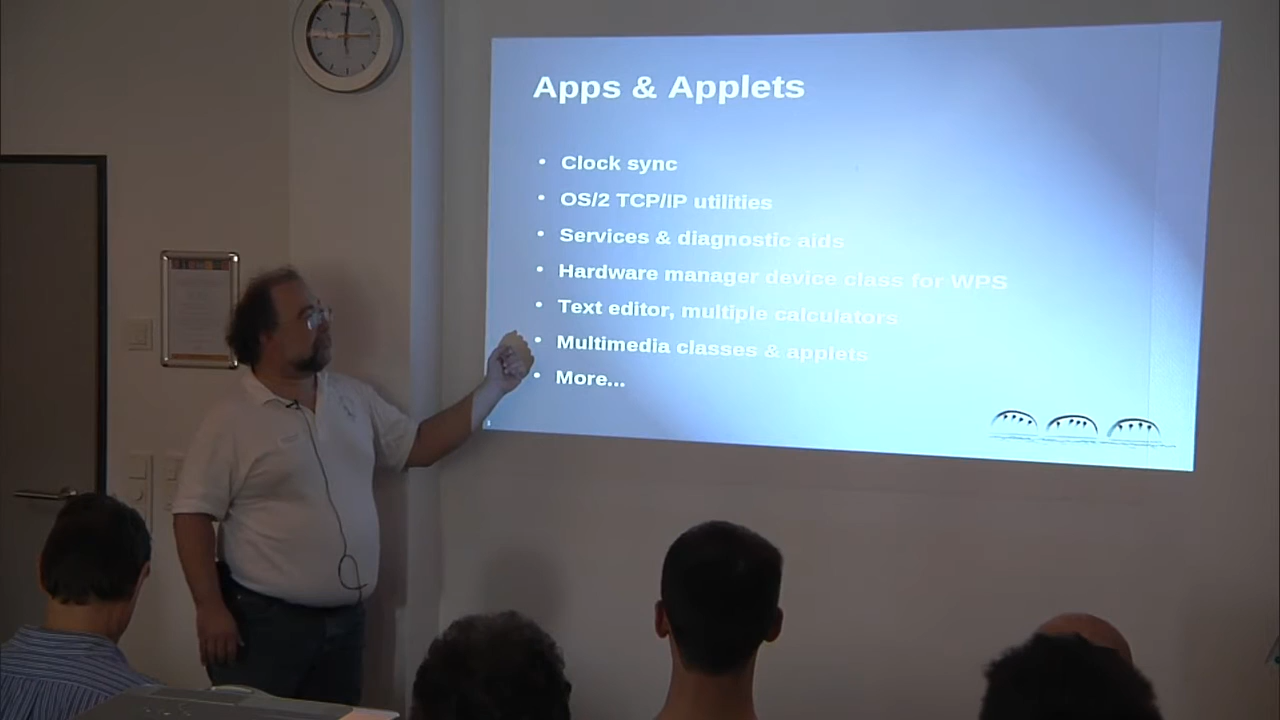 Apps & Applets
• Clock sync
• OS/2 TCP/IP utilities
• Services & diagnostic aids
• Hardware manager device class for WPS
• Text editor, multiple calculators
• Multimedia classes & applets
• More...